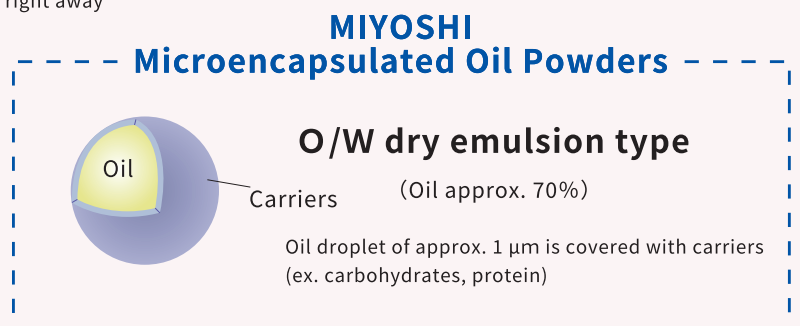 right away
MIYOSHI
Microencapsulated Oil Powders
O/W dry emulsion type
Oil
（Oil approx. 70%）
Carriers
Oil droplet of approx. 1 μm is covered with carriers
(ex. carbohydrates, protein)